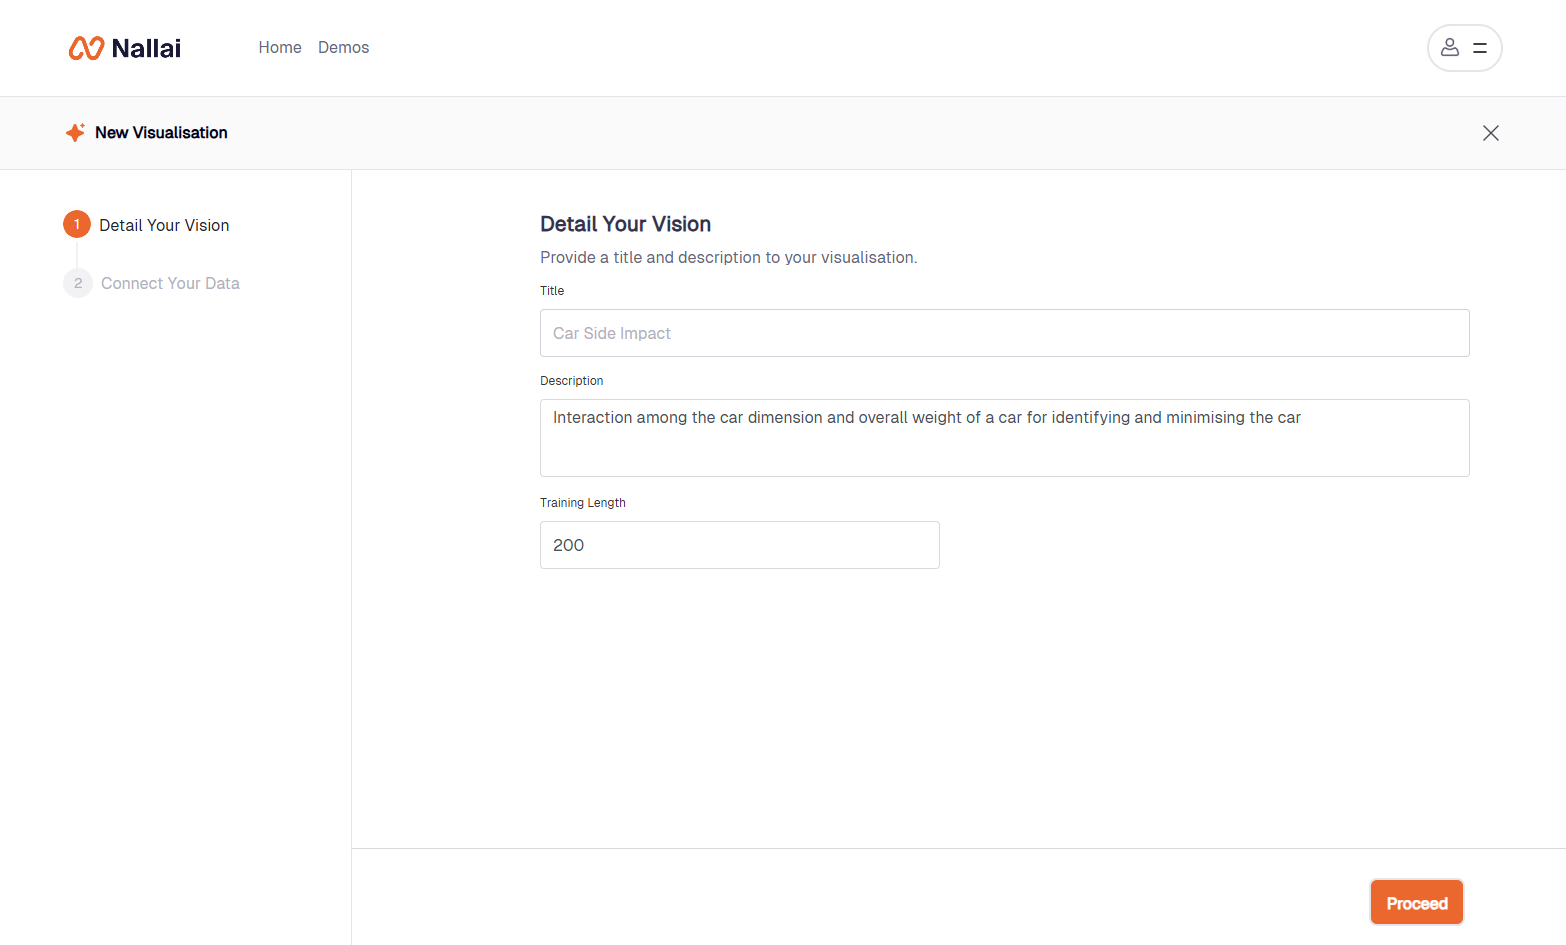 Nallai
Home Demos
New Visualisation
1 Detail Your Vision
2 Connect Your Data
Detail Your Vision
Provide a title and description to your visualisation.
Title
Car Side Impact
Description
Interaction among the car dimension and overall weight of a car for identifying and minimising the car
Training Length
200
Proceed